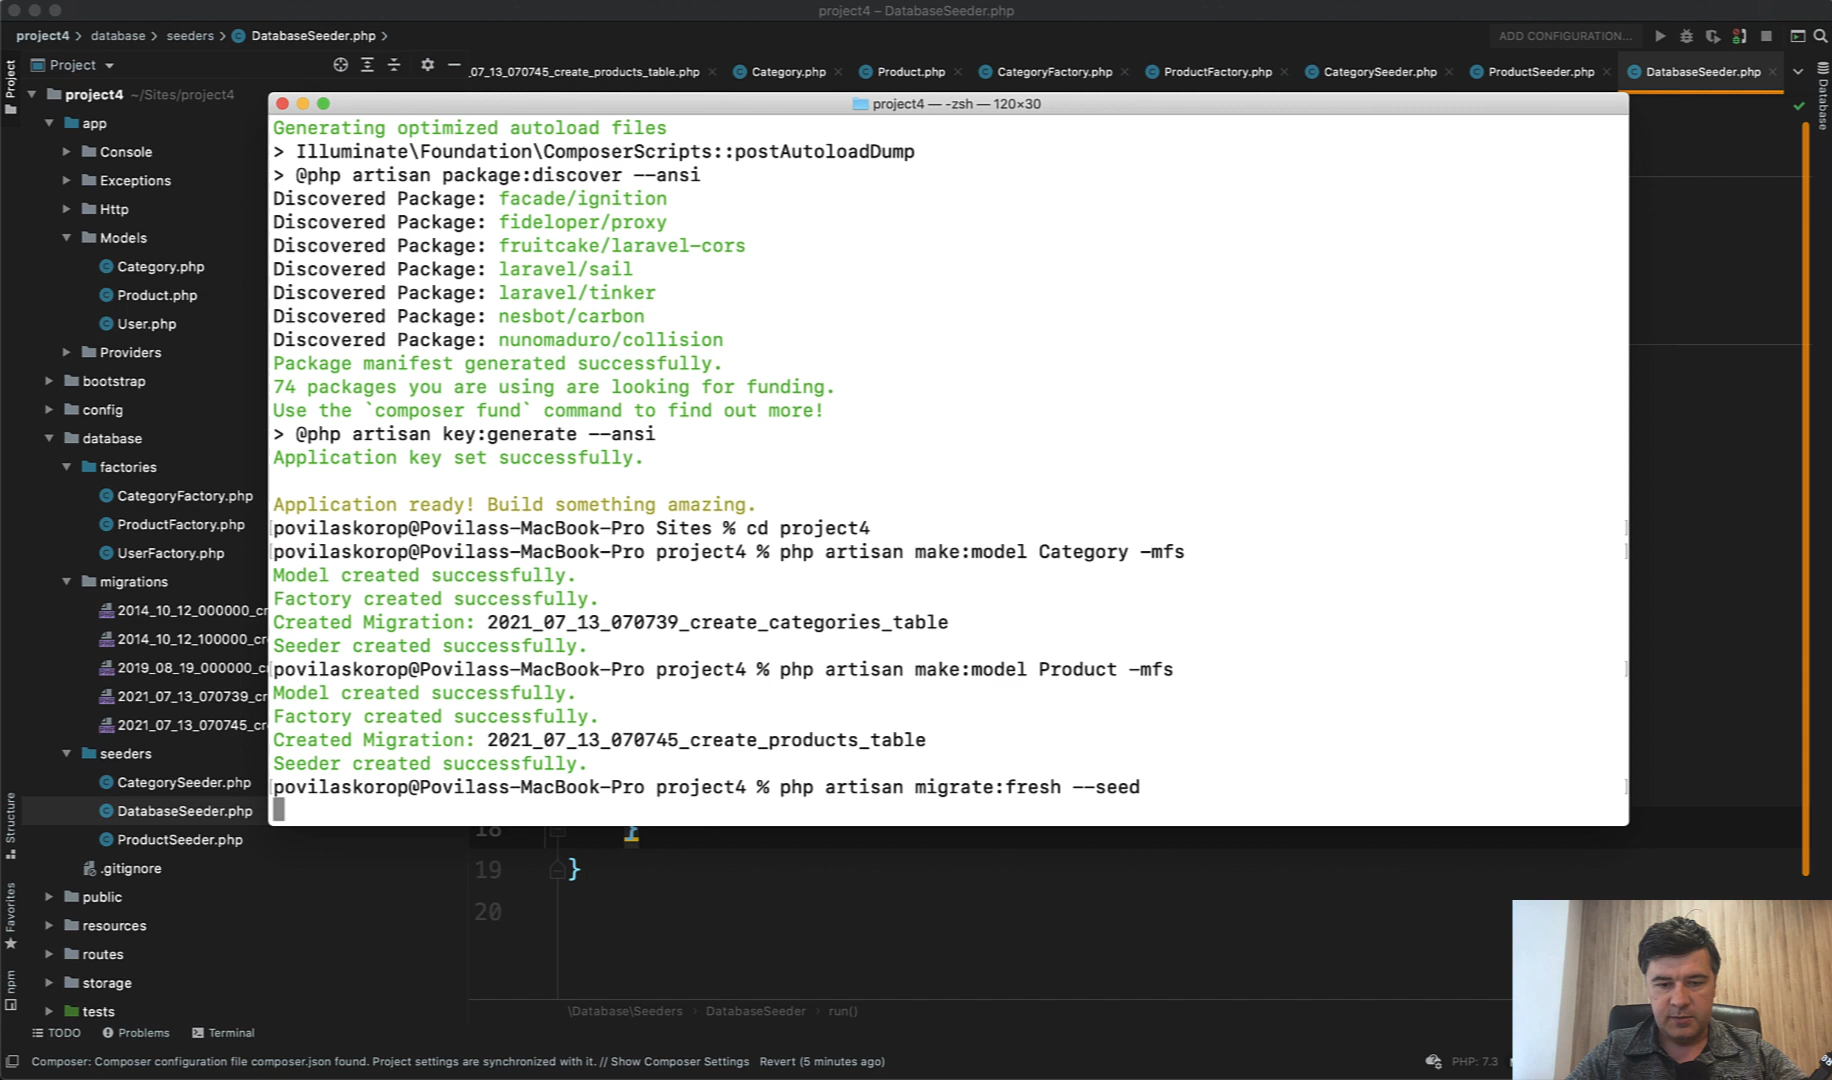 project4 – DatabaseSeeder.php
project4 > database > seeders > DatabaseSeeder.php >
ADD CONFIGURATION...
Project
_07_13_070745_create_products_table.php
Category.php
Product.php
CategoryFactory.php
ProductFactory.php
CategorySeeder.php
ProductSeeder.php
DatabaseSeeder.php
Project
Database
project4 ~/Sites/project4
app
Console
Exceptions
Http
Models
Category.php
Product.php
User.php
Providers
bootstrap
config
database
factories
CategoryFactory.php
ProductFactory.php
UserFactory.php
migrations
2014_10_12_000000_cr
2014_10_12_100000_c
2019_08_19_000000_c
2021_07_13_070739_cr
2021_07_13_070745_cr
seeders
CategorySeeder.php
DatabaseSeeder.php
ProductSeeder.php
.gitignore
public
resources
routes
storage
tests
Structure
Favorites
npm
project4 — -zsh — 120×30
Generating optimized autoload files
> Illuminate\Foundation\ComposerScripts::postAutoloadDump
> @php artisan package:discover --ansi
Discovered Package: facade/ignition
Discovered Package: fideloper/proxy
Discovered Package: fruitcake/laravel-cors
Discovered Package: laravel/sail
Discovered Package: laravel/tinker
Discovered Package: nesbot/carbon
Discovered Package: nunomaduro/collision
Package manifest generated successfully.
74 packages you are using are looking for funding.
Use the `composer fund` command to find out more!
> @php artisan key:generate --ansi
Application key set successfully.
Application ready! Build something amazing.
[povilaskorop@Povilass-MacBook-Pro Sites % cd project4 ]
[povilaskorop@Povilass-MacBook-Pro project4 % php artisan make:model Category -mfs ]
Model created successfully.
Factory created successfully.
Created Migration: 2021_07_13_070739_create_categories_table
Seeder created successfully.
[povilaskorop@Povilass-MacBook-Pro project4 % php artisan make:model Product -mfs ]
Model created successfully.
Factory created successfully.
Created Migration: 2021_07_13_070745_create_products_table
Seeder created successfully.
[povilaskorop@Povilass-MacBook-Pro project4 % php artisan migrate:fresh --seed ]
18 }
19 }
20
\Database\Seeders > DatabaseSeeder > run()
TODO
Problems
Terminal
Composer: Composer configuration file composer.json found. Project settings are synchronized with it. // Show Composer Settings Revert (5 minutes ago)
PHP: 7.3